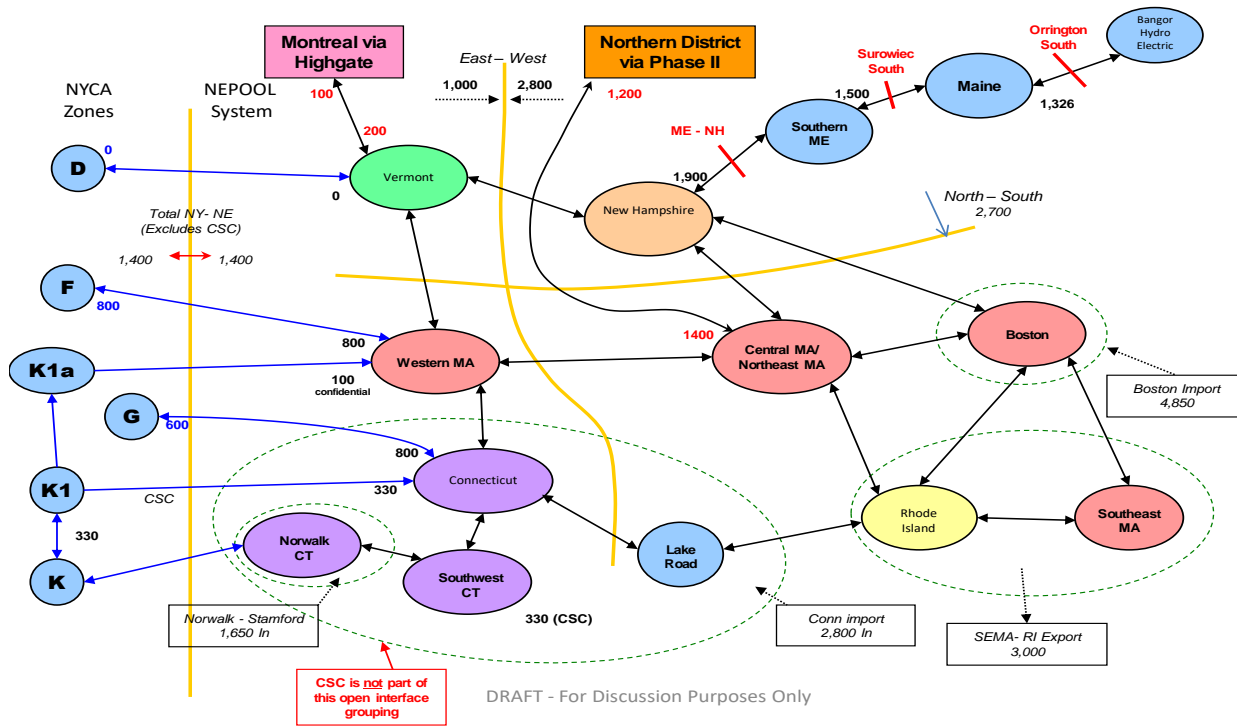 Montreal via
Highgate
East – West
1,000
2,800
Northern District
via Phase II
Surowiec
South
Orrington
South
Bangor
Hydro
Electric
Maine
1,500
1,326
Southern
ME
ME - NH
1,900
NYCA
Zones
NEPOOL
System
100
200
1,200
D
0
Vermont
0
New Hampshire
North – South
2,700
Total NY- NE
(Excludes CSC)
1,400
1,400
F
800
800
Western MA
100
confidential
1400
Central MA/
Northeast MA
Boston
Boston Import
4,850
K1a
G
600
800
Connecticut
330
K1
CSC
330
K
Norwalk
CT
Southwest
CT
Lake
Road
Rhode
Island
Southeast
MA
330 (CSC)
Norwalk - Stamford
1,650 In
Conn import
2,800 In
SEMA- RI Export
3,000
CSC is not part of
this open interface
grouping
DRAFT - For Discussion Purposes Only